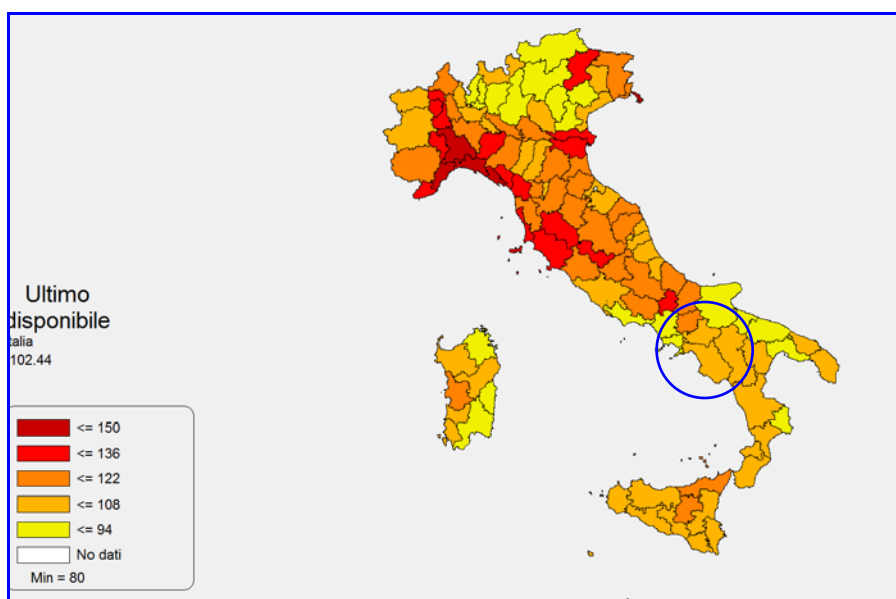 Ultimo
disponibile
talia
102.44
<= 150
<= 136
<= 122
<= 108
<= 94
No dati
Min = 80